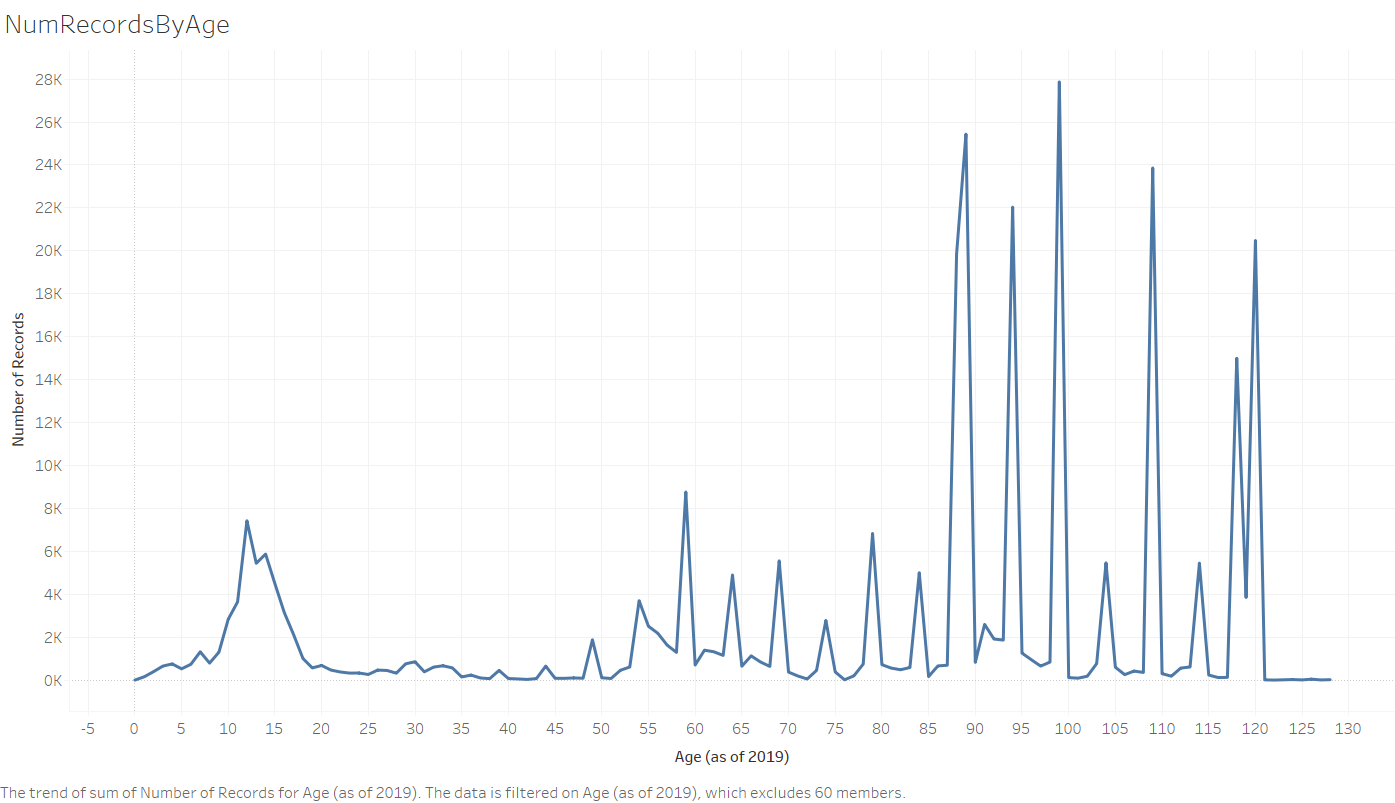 NumRecordsByAge
28K
26K
24K
22K
20K
18K
16K
14K
12K
10K
8K
6K
4K
2K
0K
Number of Records
-5 0 5 10 15 20 25 30 35 40 45 50 55 60 65 70 75 80 85 90 95 100 105 110 115 120 125 130
Age (as of 2019)
The trend of sum of Number of Records for Age (as of 2019). The data is filtered on Age (as of 2019), which excludes 60 members.